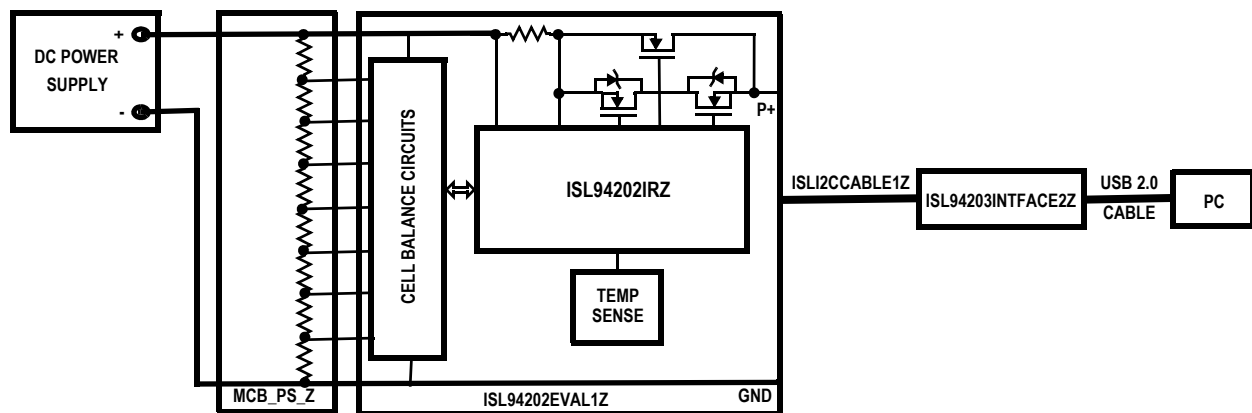 +
DC POWER
SUPPLY
-
CELL BALANCE CIRCUITS
P+
ISL94202IRZ
TEMP
SENSE
ISLI2CCABLE1Z
ISL94203INTFACE2Z
USB 2.0
CABLE
PC
MCB_PS_Z
ISL94202EVAL1Z
GND